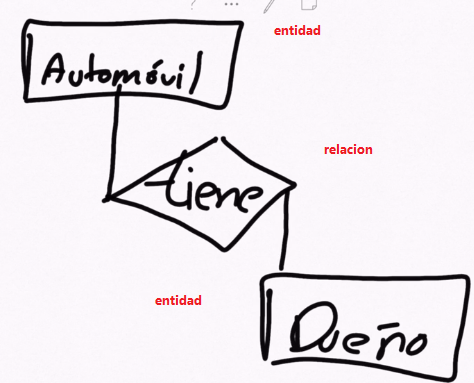 entidad
Automóvil
relacion
tiene
entidad
Dueño